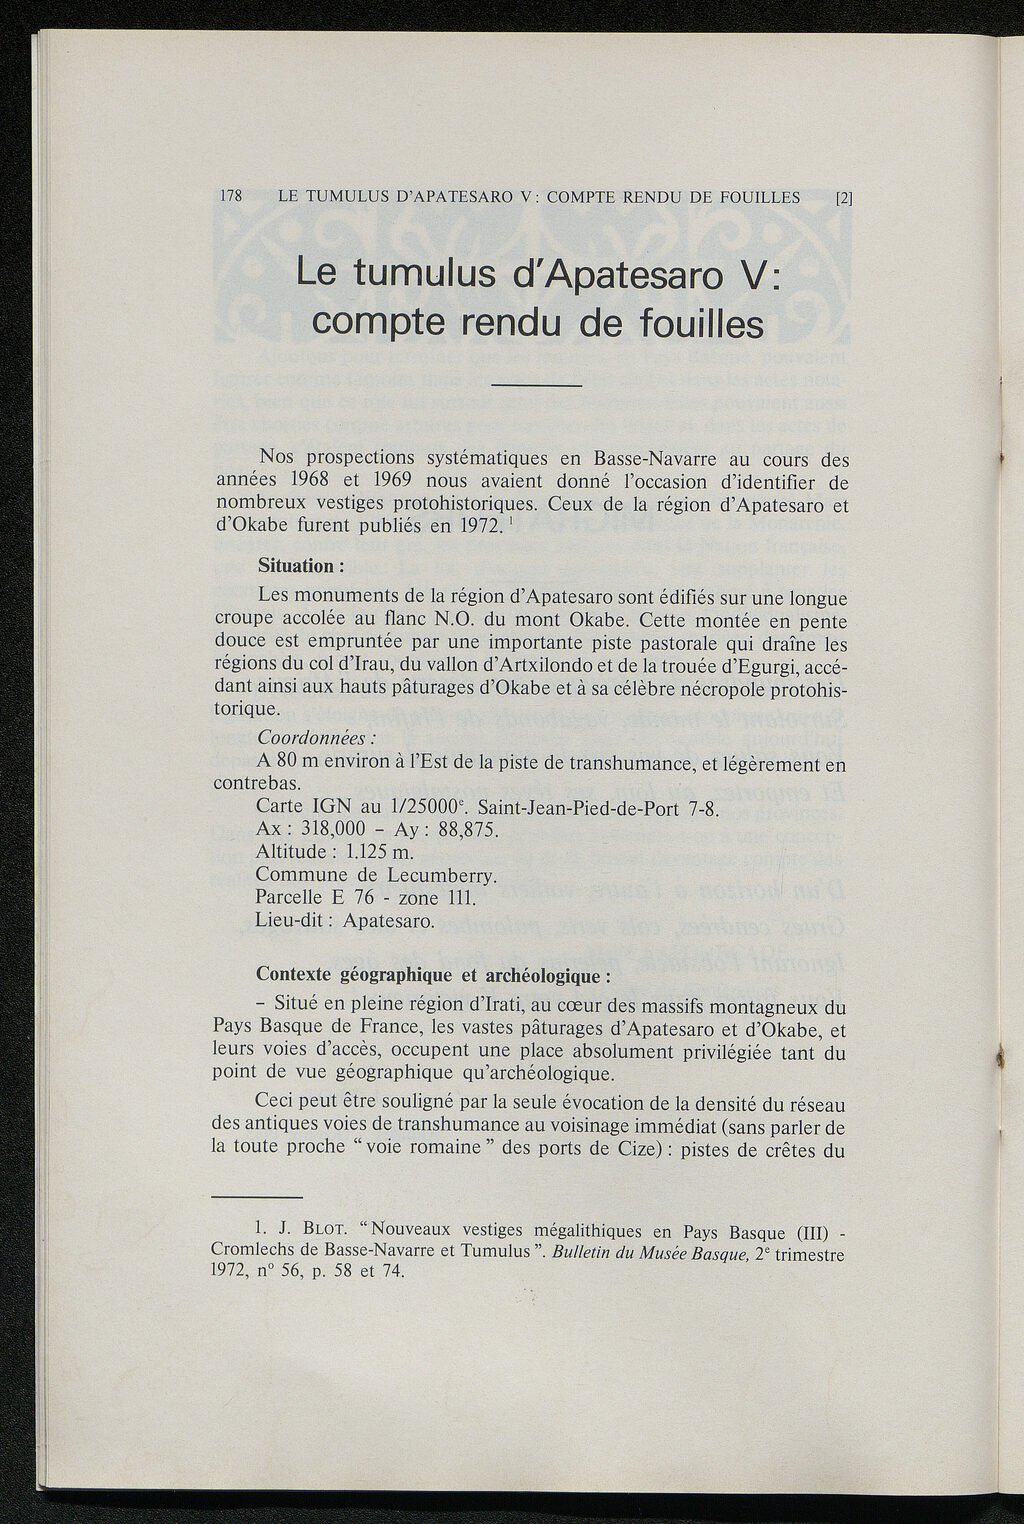 178 LE TUMULUS D'APATESARO V : COMPTE RENDU DE FOUILLES [2]
Le tumulus d'Apatesaro V:
compte rendu de fouilles
Nos prospections systématiques en Basse-Navarre au cours des
années 1968 et 1969 nous avaient donné l'occasion d'identifier de
nombreux vestiges protohistoriques. Ceux de la région d'Apatesaro et
d'Okabe furent publiés en 1972. 1
Situation :
Les monuments de la région d'Apatesaro sont édifiés sur une longue
croupe accolée au flanc N.O. du mont Okabe. Cette montée en pente
douce est empruntée par une importante piste pastorale qui draîne les
régions du col d'Irau, du vallon d'Artxilondo et de la trouée d'Egurgi, accé-
dant ainsi aux hauts pâturages d'Okabe et à sa célèbre nécropole protohis-
torique.
Coordonnées :
A 80 m environ à l'Est de la piste de transhumance, et légèrement en
contrebas.
Carte IGN au 1/25000e. Saint-Jean-Pied-de-Port 7-8.
Ax : 318,000 – Ay : 88,875.
Altitude : 1.125 m.
Commune de Lecumberry.
Parcelle E 76 - zone 111.
Lieu-dit : Apatesaro.
Contexte géographique et archéologique :
– Situé en pleine région d'Irati, au cœur des massifs montagneux du
Pays Basque de France, les vastes pâturages d'Apatesaro et d'Okabe, et
leurs voies d'accès, occupent une place absolument privilégiée tant du
point de vue géographique qu'archéologique.
Ceci peut être souligné par la seule évocation de la densité du réseau
des antiques voies de transhumance au voisinage immédiat (sans parler de
la toute proche “ voie romaine ” des ports de Cize) : pistes de crêtes du
1. J. BLOT. “ Nouveaux vestiges mégalithiques en Pays Basque (III) -
Cromlechs de Basse-Navarre et Tumulus ”. Bulletin du Musée Basque, 2e trimestre
1972, n° 56, p. 58 et 74.